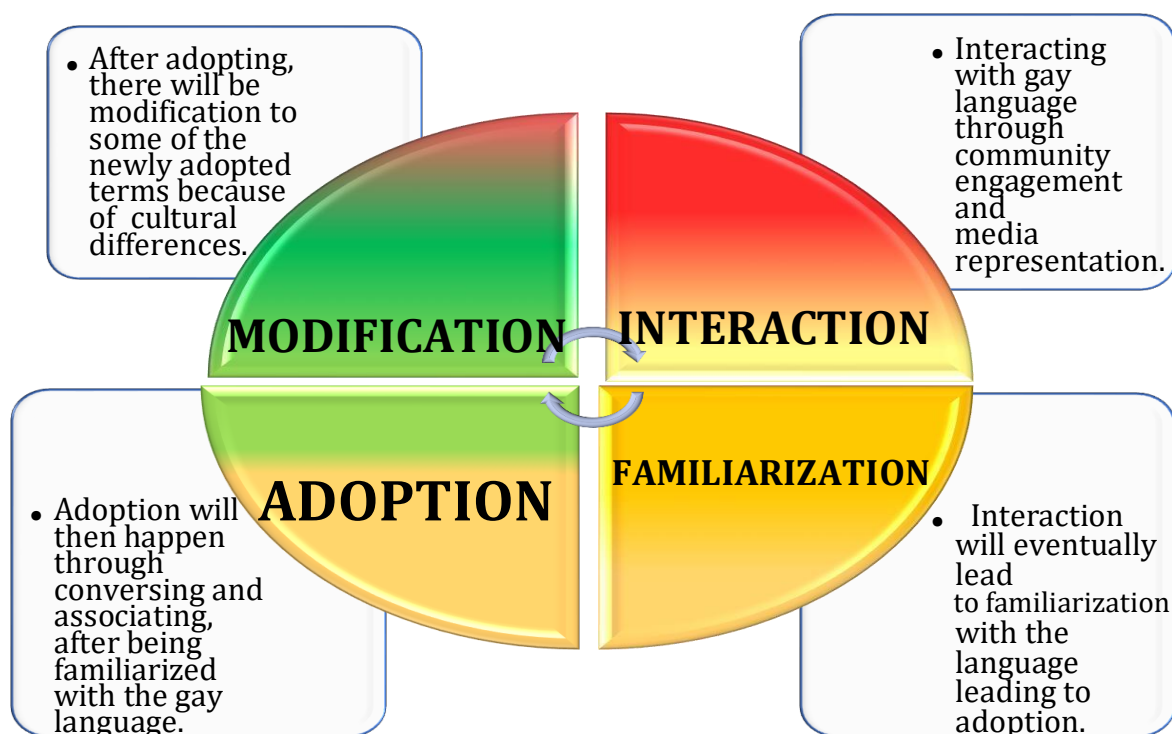 • After adopting,
there will be
modification to
some of the
newly adopted
terms because
of cultural
differences.
• Interacting
with gay
language
through
community
engagement
and
media
representation.
MODIFICATION
INTERACTION
ADOPTION
FAMILIARIZATION
• Adoption will
then happen
through
conversing and
associating,
after being
familiarized
with the gay
language.
• Interaction
will eventually
lead
to familiarization
with the
language
leading to
adoption.